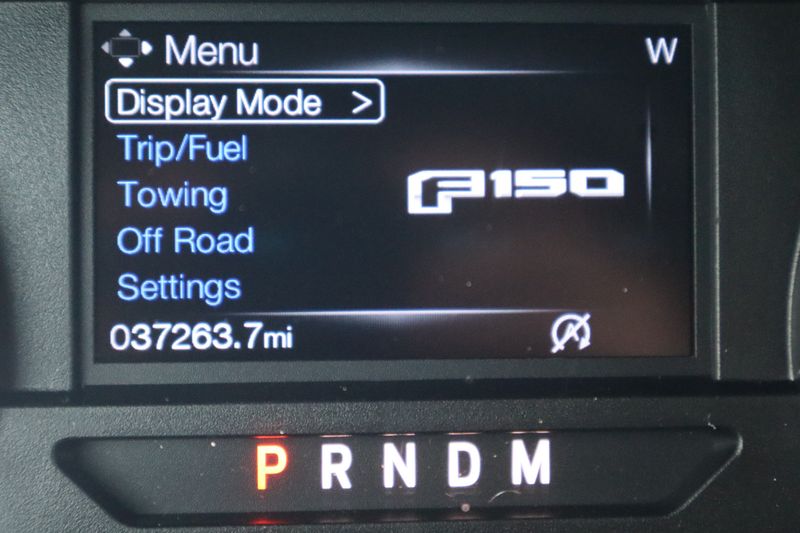 Menu W
Display Mode >
Trip/Fuel
Towing
F150
Off Road
Settings
037263.7mi
A
P R N D M